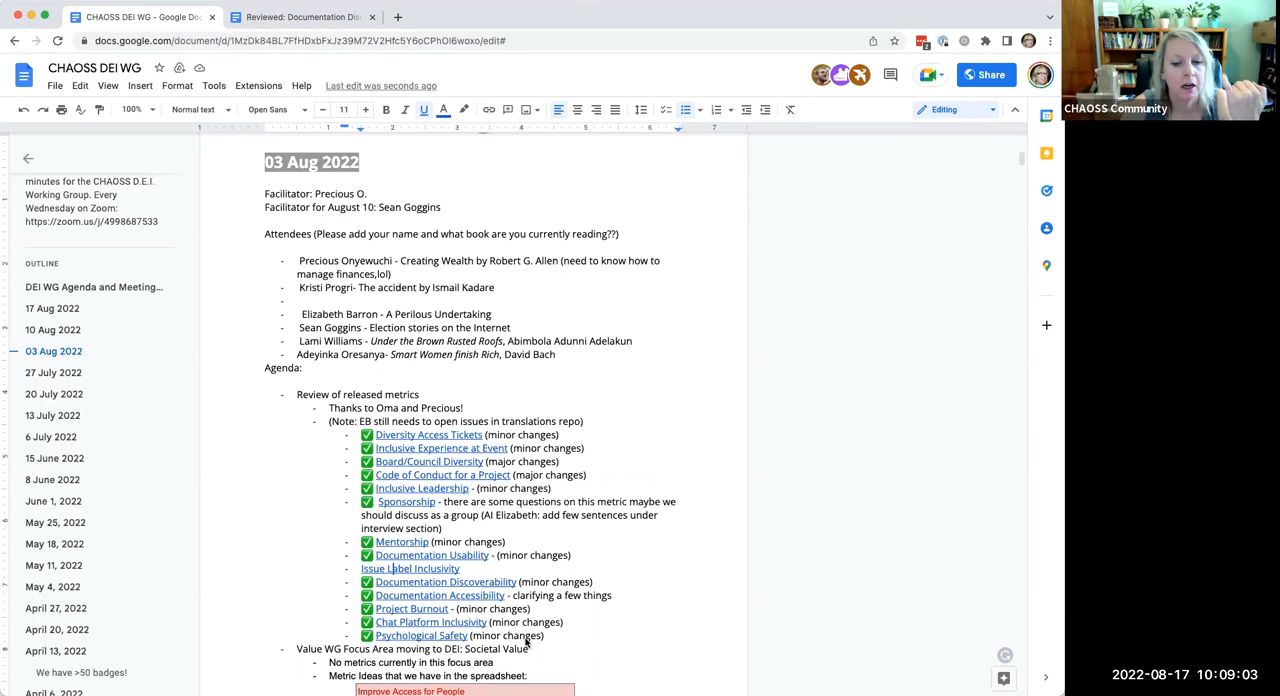 CHAOSS DEI WG - Google Doc
Reviewed: Documentation Disc
docs.google.com/document/d/1MzDk84BL7FfHDxbFxJz39M72V2Hfc5Y6oCPhOl6woxo/edit#
CHAOSS DEI WG
File Edit View Insert Format Tools Extensions Help
Last edit was seconds ago
Share
100%
Normal text
Open Sans
11
Editing
CHAOSS Community
minutes for the CHAOSS D.E.I.
Working Group. Every
Wednesday on Zoom:
https://zoom.us/j/4998687533
OUTLINE
DEI WG Agenda and Meeting...
17 Aug 2022
10 Aug 2022
03 Aug 2022
27 July 2022
20 July 2022
13 July 2022
6 July 2022
15 June 2022
8 June 2022
June 1, 2022
May 25, 2022
May 18, 2022
May 11, 2022
May 4, 2022
April 27, 2022
April 20, 2022
April 13, 2022
We have >50 badges!
April 6, 2022
03 Aug 2022
Facilitator: Precious O.
Facilitator for August 10: Sean Goggins
Attendees (Please add your name and what book are you currently reading??)
- Precious Onyewuchi - Creating Wealth by Robert G. Allen (need to know how to
manage finances,lol)
- Kristi Progri- The accident by Ismail Kadare
-
- Elizabeth Barron - A Perilous Undertaking
- Sean Goggins - Election stories on the Internet
- Lami Williams - Under the Brown Rusted Roofs, Abimbola Adunni Adelakun
- Adeyinka Oresanya- Smart Women finish Rich, David Bach
Agenda:
- Review of released metrics
- Thanks to Oma and Precious!
- (Note: EB still needs to open issues in translations repo)
- ✅ Diversity Access Tickets (minor changes)
- ✅ Inclusive Experience at Event (minor changes)
- ✅ Board/Council Diversity (major changes)
- ✅ Code of Conduct for a Project (major changes)
- ✅ Inclusive Leadership - (minor changes)
- ✅ Sponsorship - there are some questions on this metric maybe we
should discuss as a group (AI Elizabeth: add few sentences under
interview section)
- ✅ Mentorship (minor changes)
- ✅ Documentation Usability - (minor changes)
- Issue Label Inclusivity
- ✅ Documentation Discoverability (minor changes)
- ✅ Documentation Accessibility - clarifying a few things
- ✅ Project Burnout - (minor changes)
- ✅ Chat Platform Inclusivity (minor changes)
- ✅ Psychological Safety (minor changes)
- Value WG Focus Area moving to DEI: Societal Value
- No metrics currently in this focus area
- Metric Ideas that we have in the spreadsheet:
Improve Access for People
2022-08-17 10:09:03